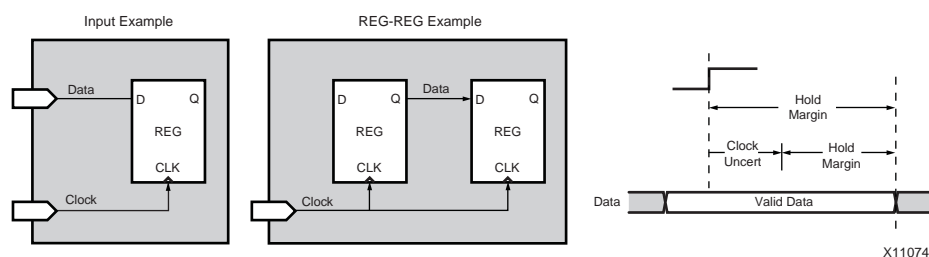 Input Example
REG-REG Example
Data
D
Q
REG
CLK
Clock
D
Q
Data
D
Q
REG
REG
CLK
CLK
Clock
Hold
Margin
Clock
Uncert
Hold
Margin
Data
Valid Data
X11074